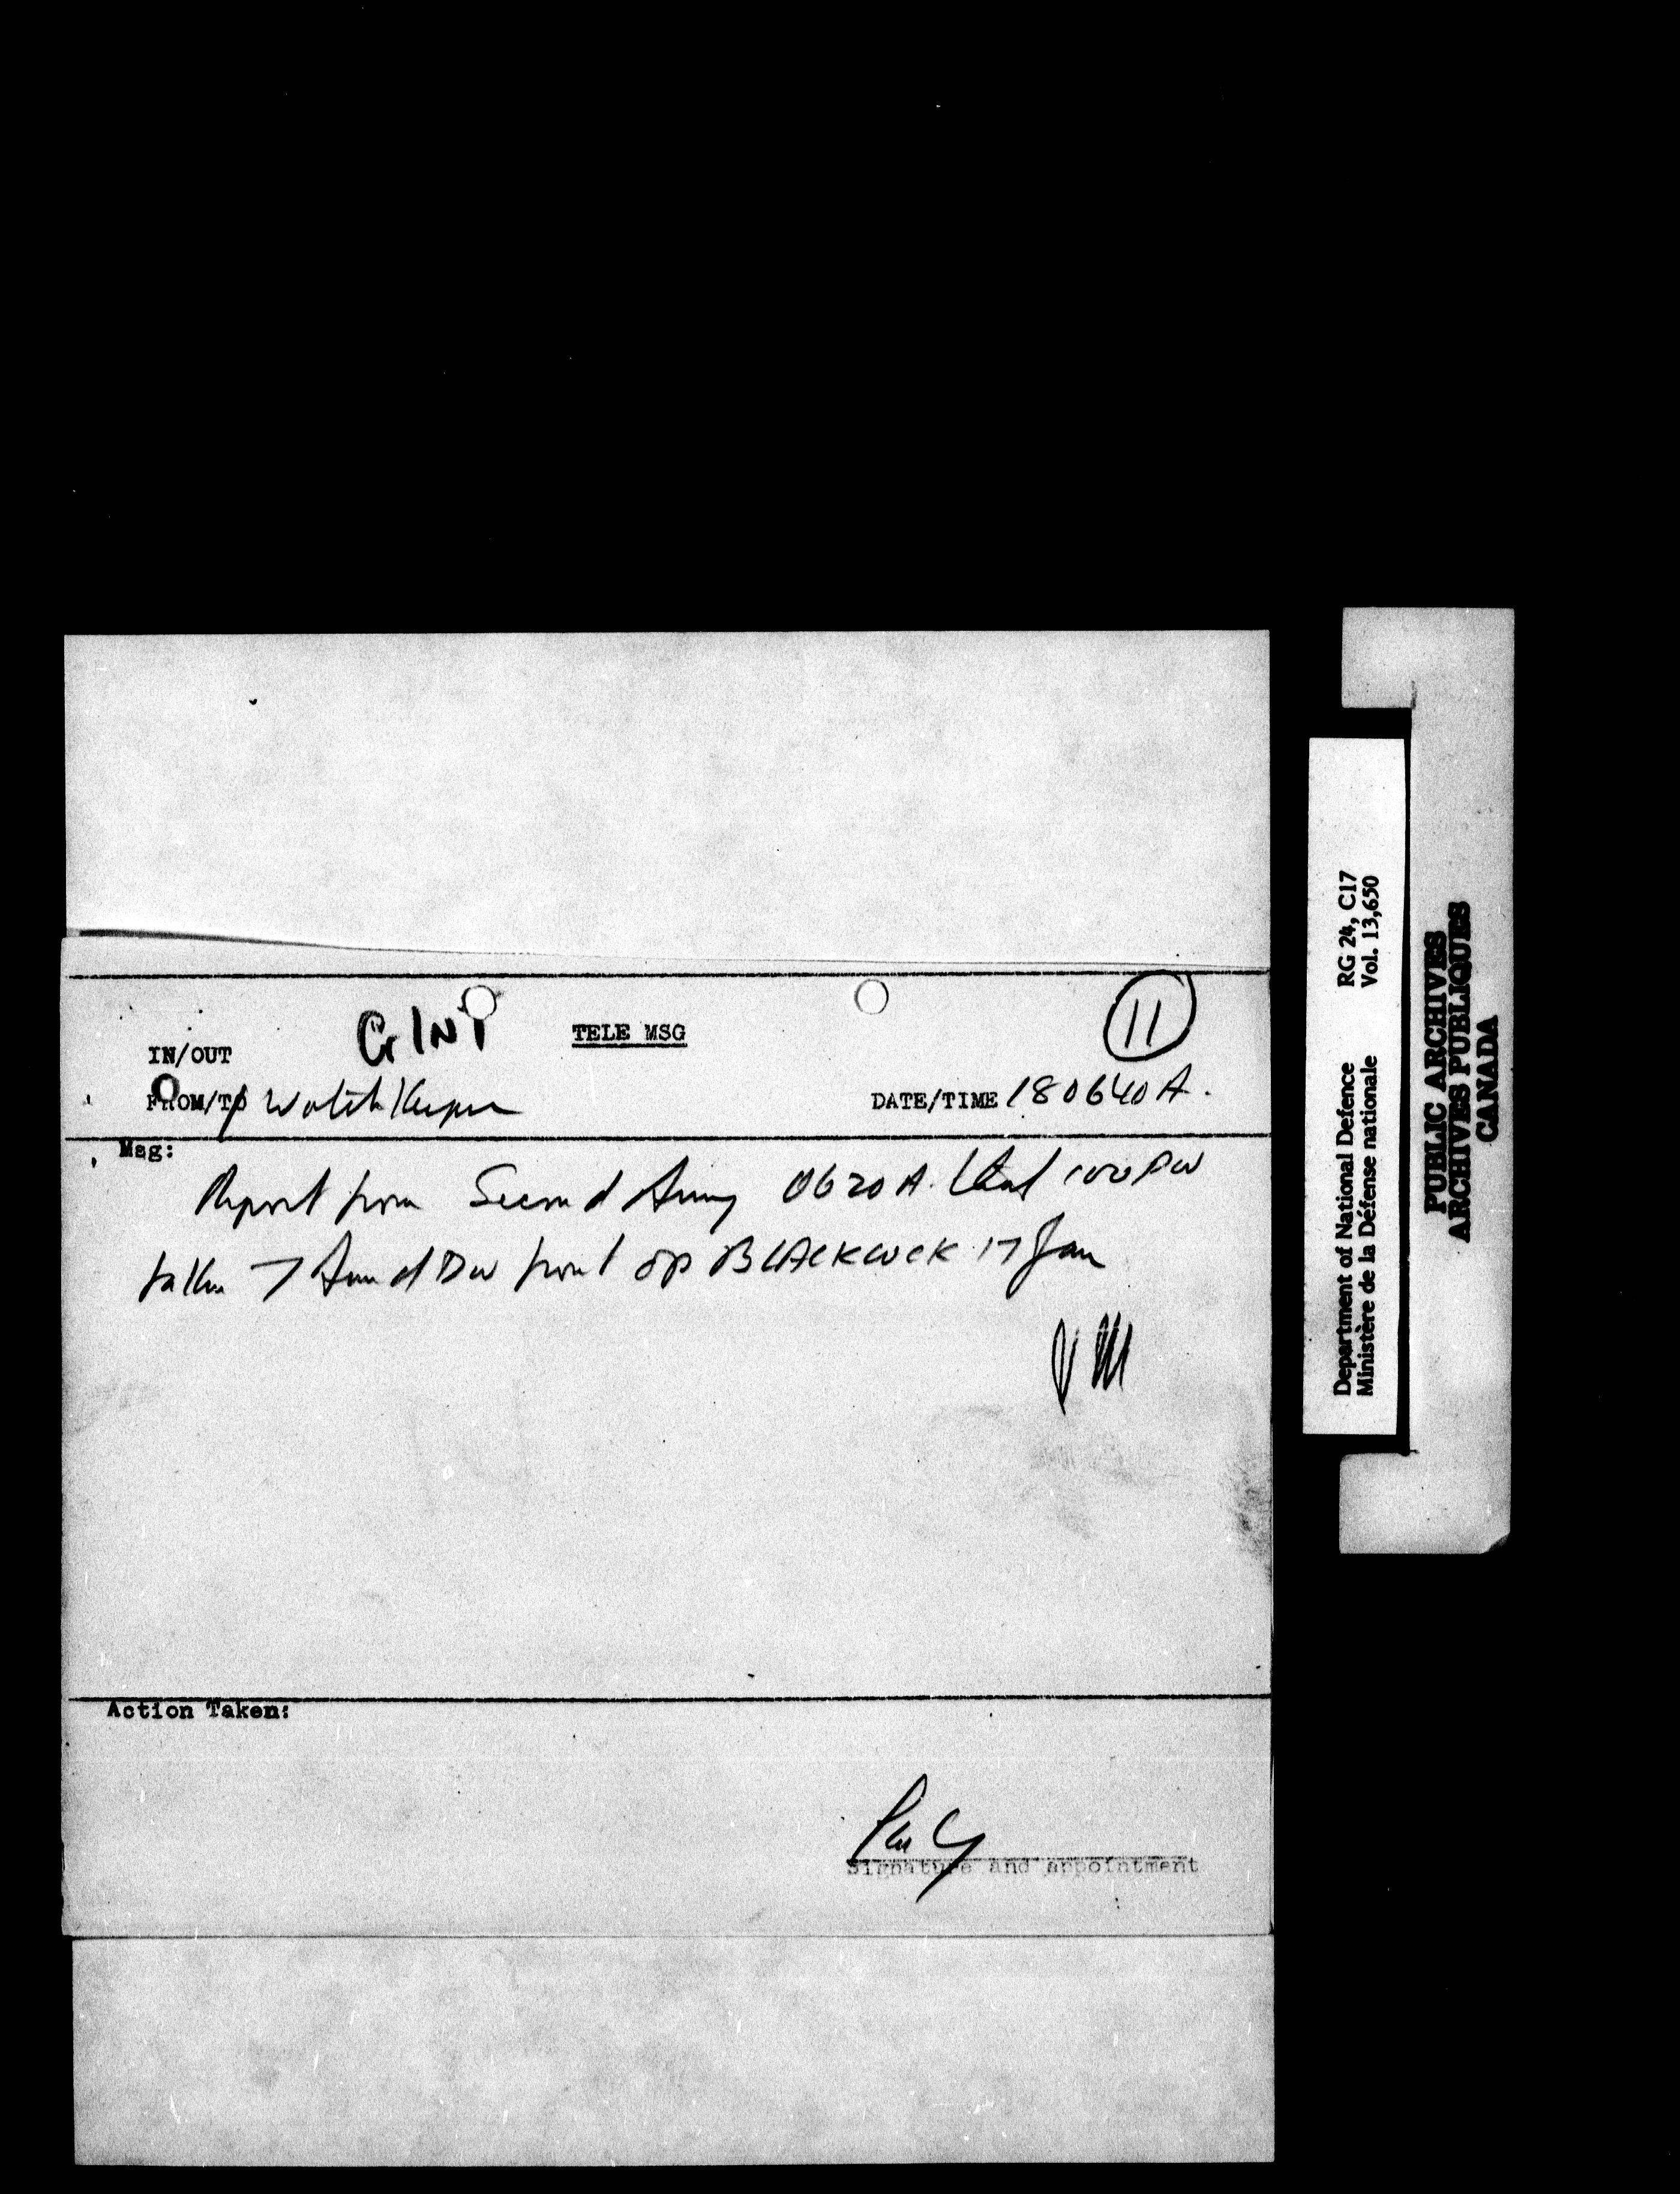 G INT
TELE MSG
11
IN/OUT
FROM/TO Watch Keeper
DATE/TIME 180640A.
Msg:
Report from Second Army 0620A. that 100 PW
taken 7 Armd Div front op BLACKCOCK 17 Jan
Action Taken:
Signature and appointment
Department of National Defence RG 24, C17
Ministère de la Défense nationale Vol. 13,650
PUBLIC ARCHIVES
ARCHIVES PUBLIQUES
CANADA